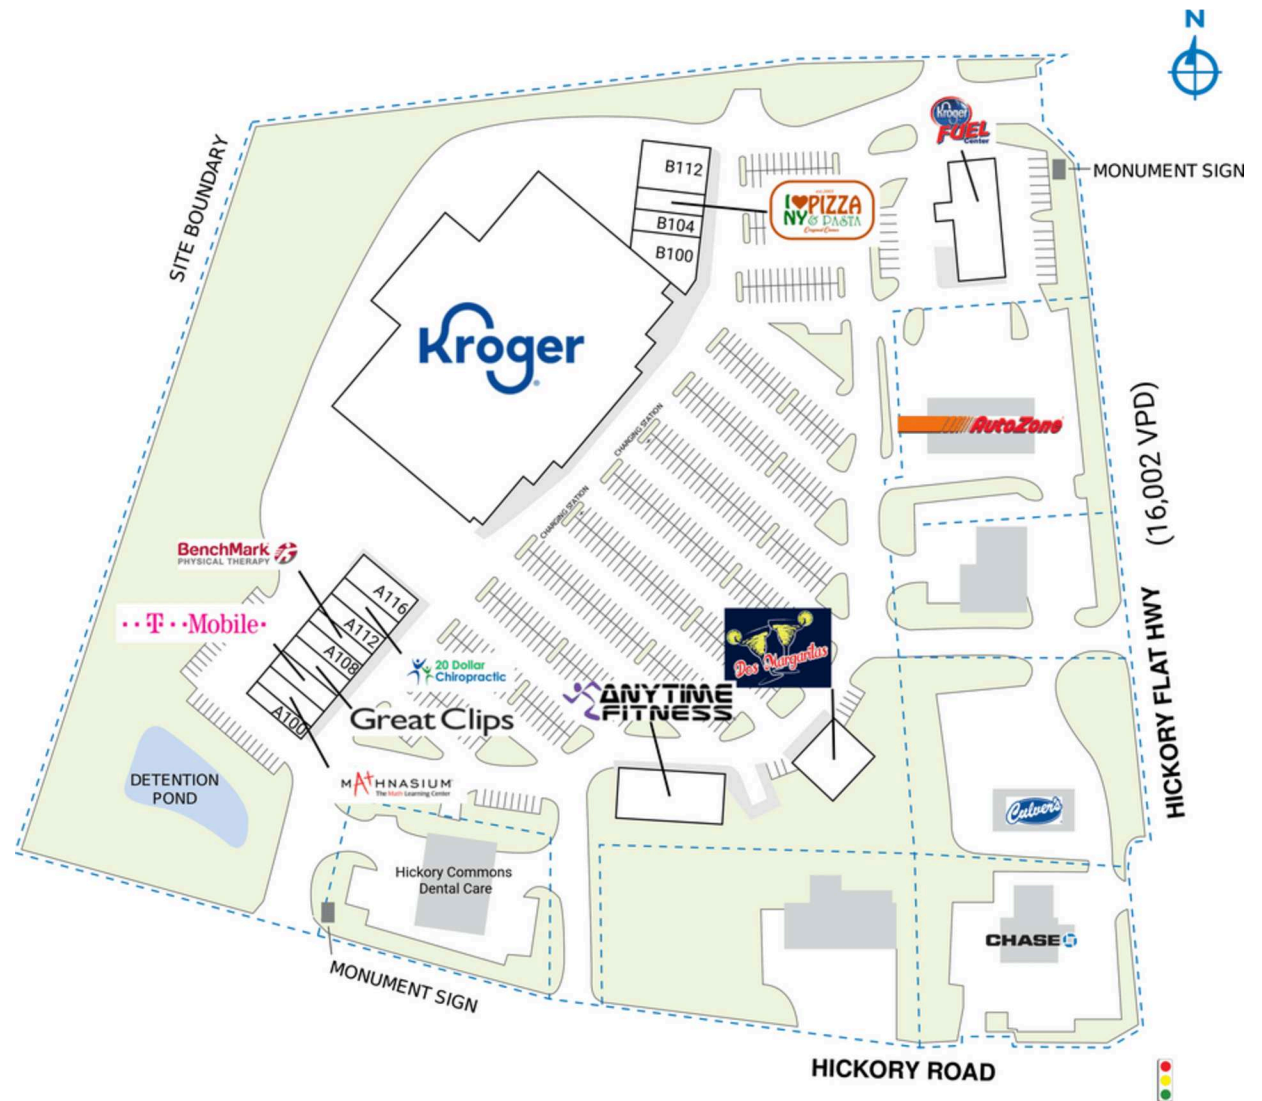 N
Kroger
FUEL
Center
MONUMENT SIGN
SITE BOUNDARY
B112
I ♥ PIZZA
NY & PASTA
Original Owner
B104
B100
Kroger
AutoZone
(16,002 VPD)
HICKORY FLAT HWY
CHARGING STATION
CHARGING STATION
BenchMark
PHYSICAL THERAPY
T-Mobile
A116
A112
A108
A100
20 Dollar
Chiropractic
Great Clips
MATHNASIUM
The Math Learning Center
ANYTIME
FITNESS
Dos Margaritas
DETENTION
POND
Culver's
Hickory Commons
Dental Care
CHASE
MONUMENT SIGN
HICKORY ROAD